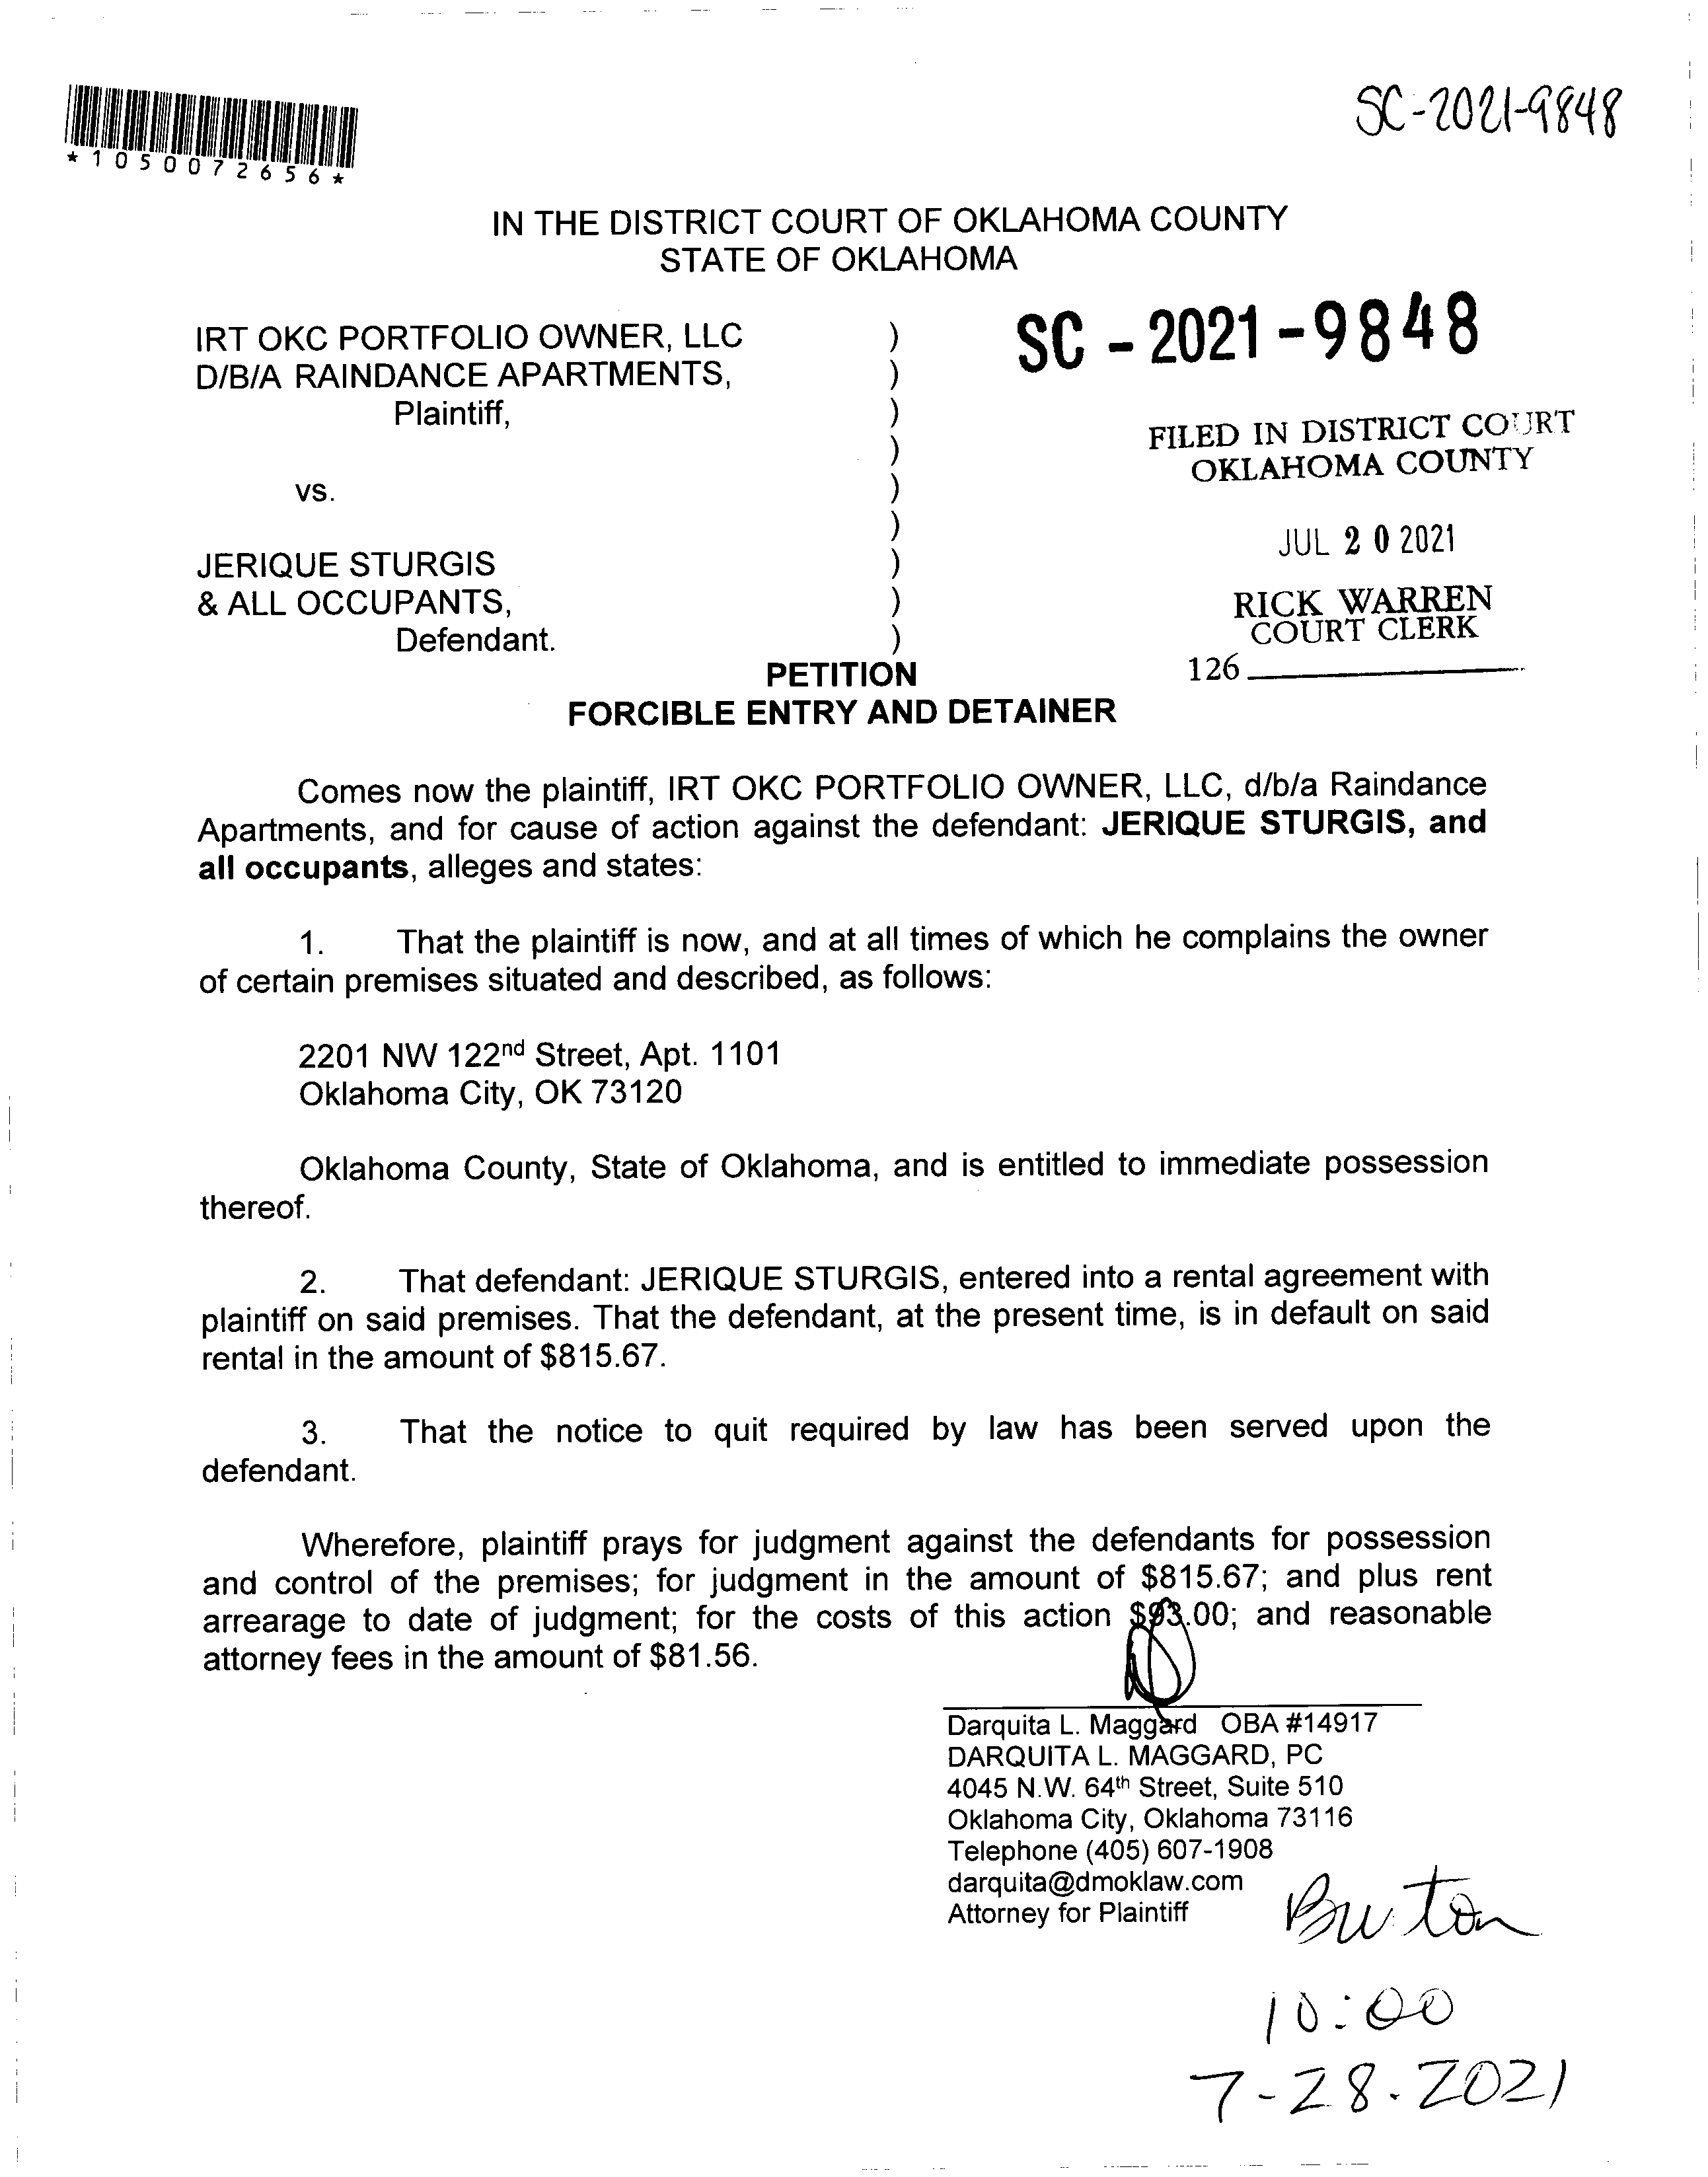 SC-2021-9848
*1050072656*
IN THE DISTRICT COURT OF OKLAHOMA COUNTY
STATE OF OKLAHOMA
IRT OKC PORTFOLIO OWNER, LLC )
D/B/A RAINDANCE APARTMENTS, )
Plaintiff, )
)
vs. )
)
JERIQUE STURGIS )
& ALL OCCUPANTS, )
Defendant. )
SC - 2021 - 9848
FILED IN DISTRICT COURT
OKLAHOMA COUNTY
JUL 20 2021
RICK WARREN
COURT CLERK
126
PETITION
FORCIBLE ENTRY AND DETAINER
Comes now the plaintiff, IRT OKC PORTFOLIO OWNER, LLC, d/b/a Raindance
Apartments, and for cause of action against the defendant: JERIQUE STURGIS, and
all occupants, alleges and states:
1. That the plaintiff is now, and at all times of which he complains the owner
of certain premises situated and described, as follows:
2201 NW 122nd Street, Apt. 1101
Oklahoma City, OK 73120
Oklahoma County, State of Oklahoma, and is entitled to immediate possession
thereof.
2. That defendant: JERIQUE STURGIS, entered into a rental agreement with
plaintiff on said premises. That the defendant, at the present time, is in default on said
rental in the amount of $815.67.
3. That the notice to quit required by law has been served upon the
defendant.
Wherefore, plaintiff prays for judgment against the defendants for possession
and control of the premises; for judgment in the amount of $815.67; and plus rent
arrearage to date of judgment; for the costs of this action $93.00; and reasonable
attorney fees in the amount of $81.56.
Darquita L. Maggard OBA #14917
DARQUITA L. MAGGARD, PC
4045 N.W. 64th Street, Suite 510
Oklahoma City, Oklahoma 73116
Telephone (405) 607-1908
darquita@dmoklaw.com
Attorney for Plaintiff
Burton
10:00
7-28-2021